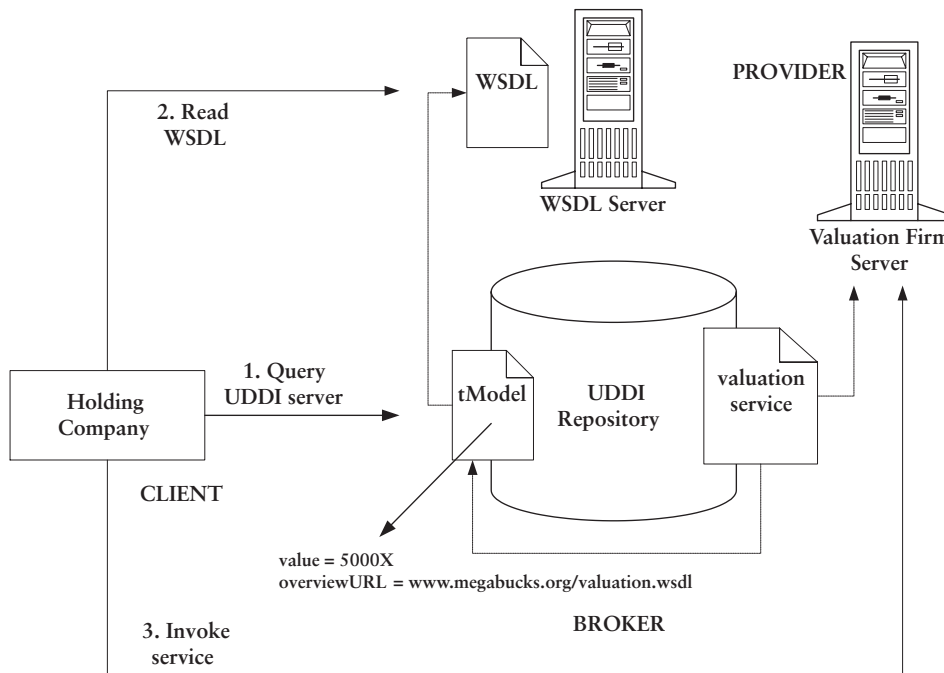 WSDL
PROVIDER
2. Read
WSDL
WSDL Server
Valuation Firm
Server
1. Query
UDDI server
tModel
UDDI
Repository
valuation
service
Holding
Company
CLIENT
value = 5000X
overviewURL = www.megabucks.org/valuation.wsdl
BROKER
3. Invoke
service